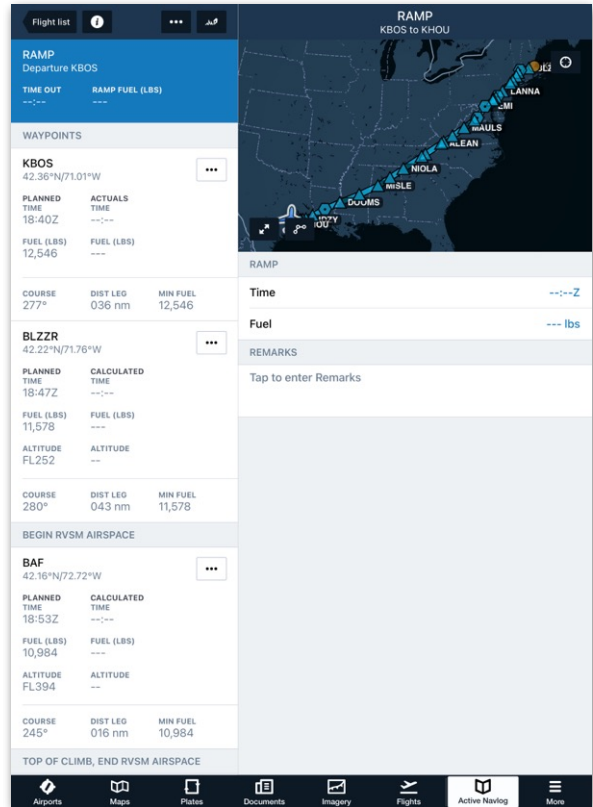 Flight list
RAMP
KBOS to KHOU
RAMP
Departure KBOS
TIME OUT RAMP FUEL (LBS)
--:-- ---
WAYPOINTS
KBOS
42.36°N/71.01°W
PLANNED ACTUALS
TIME TIME
18:40Z --:--
FUEL (LBS) FUEL (LBS)
12,546 ---
COURSE DIST LEG MIN FUEL
277° 036 nm 12,546
BLZZR
42.22°N/71.76°W
PLANNED CALCULATED
TIME TIME
18:47Z --:--
FUEL (LBS) FUEL (LBS)
11,578 ---
ALTITUDE ALTITUDE
FL252 --
COURSE DIST LEG MIN FUEL
280° 043 nm 11,578
BEGIN RVSM AIRSPACE
BAF
42.16°N/72.72°W
PLANNED CALCULATED
TIME TIME
18:53Z --:--
FUEL (LBS) FUEL (LBS)
10,984 ---
ALTITUDE ALTITUDE
FL394 --
COURSE DIST LEG MIN FUEL
245° 016 nm 10,984
TOP OF CLIMB, END RVSM AIRSPACE
LANNA
MAULS
NIOLA
MISLE
DOOMS
RAMP
Time --:--Z
Fuel --- lbs
REMARKS
Tap to enter Remarks
Airports Maps Plates Documents Imagery Flights Active Navlog More